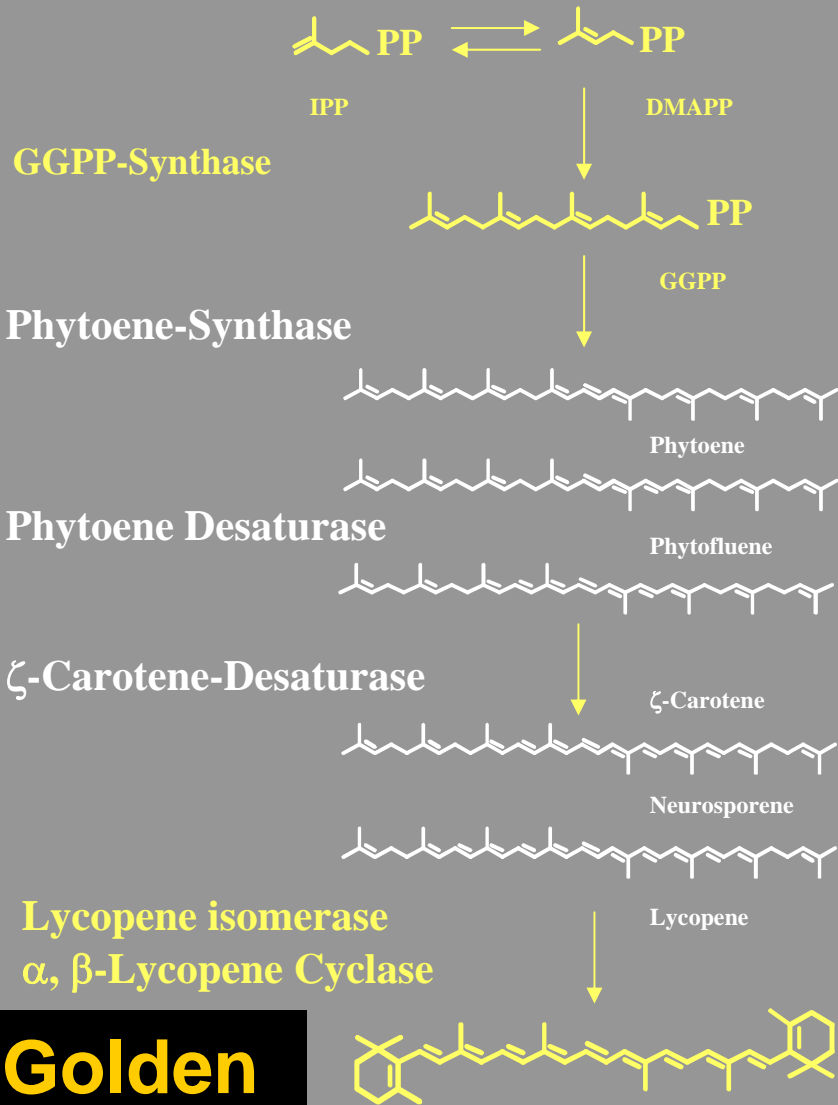 PP PP
IPP DMAPP
GGPP-Synthase
PP
GGPP
Phytoene-Synthase
Phytoene
Phytoene Desaturase
Phytofluene
ζ-Carotene-Desaturase
ζ-Carotene
Neurosporene
Lycopene isomerase
Lycopene
α, β-Lycopene Cyclase
Golden